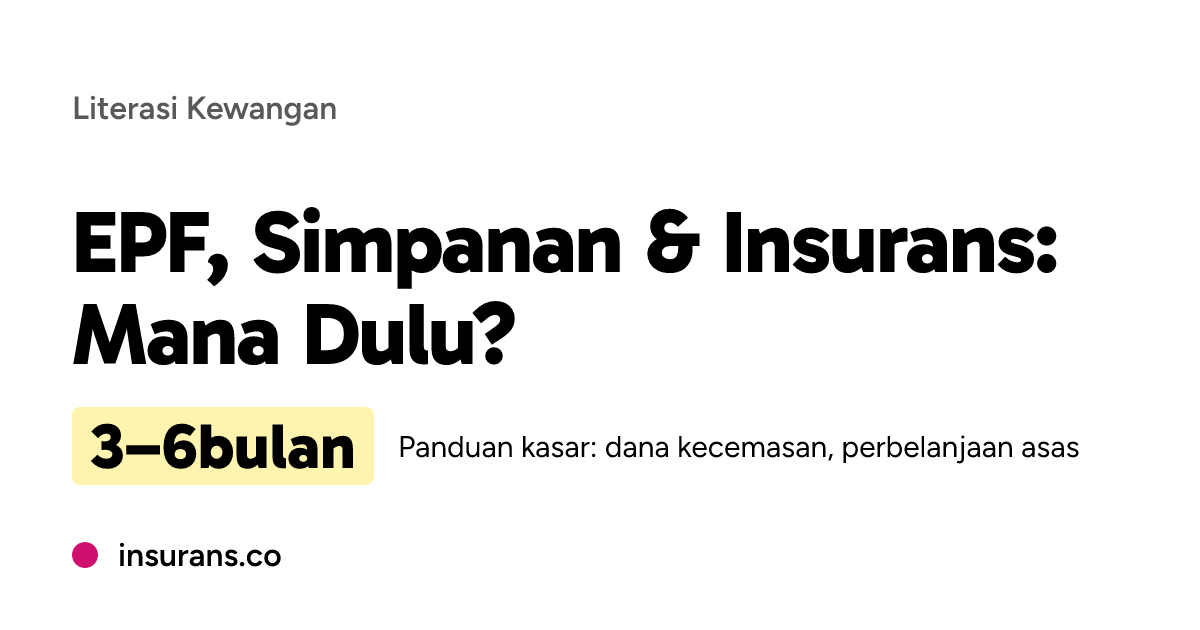 Literasi Kewangan
EPF, Simpanan & Insurans:
Mana Dulu?
3–6bulan
Panduan kasar: dana kecemasan, perbelanjaan asas
insurans.co